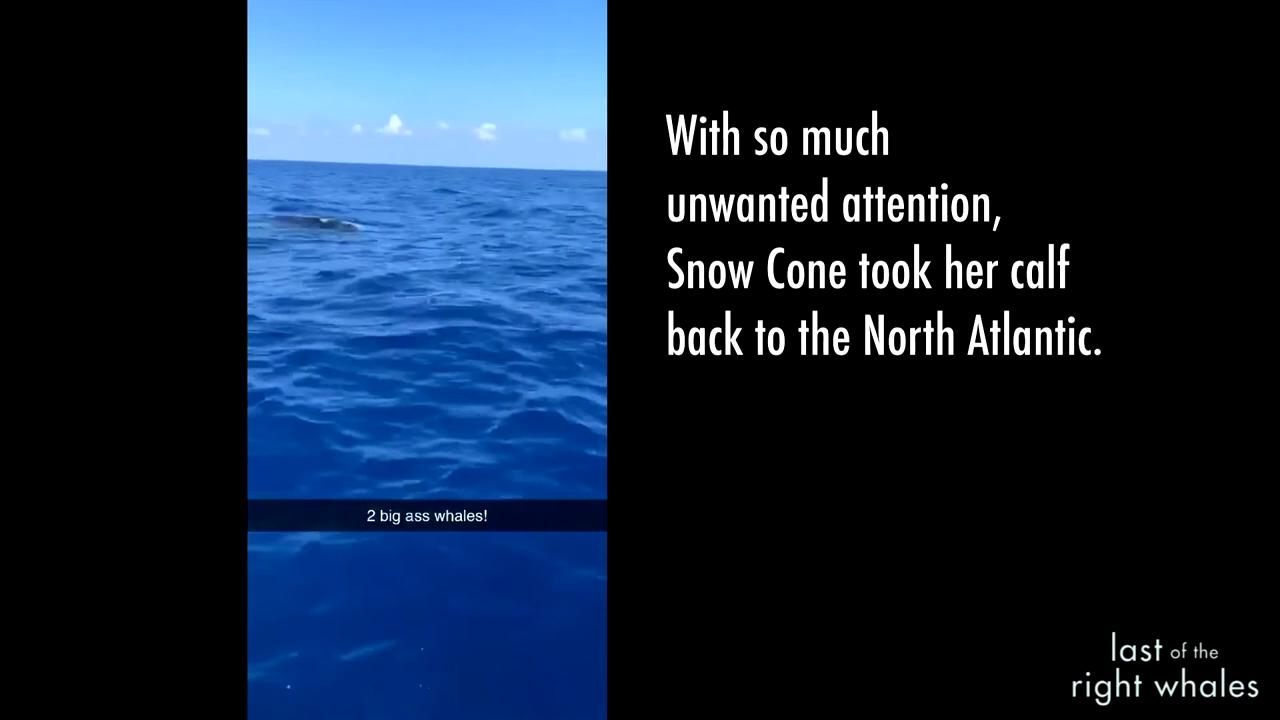 With so much
unwanted attention,
Snow Cone took her calf
back to the North Atlantic.
2 big ass whales!
last of the
right whales